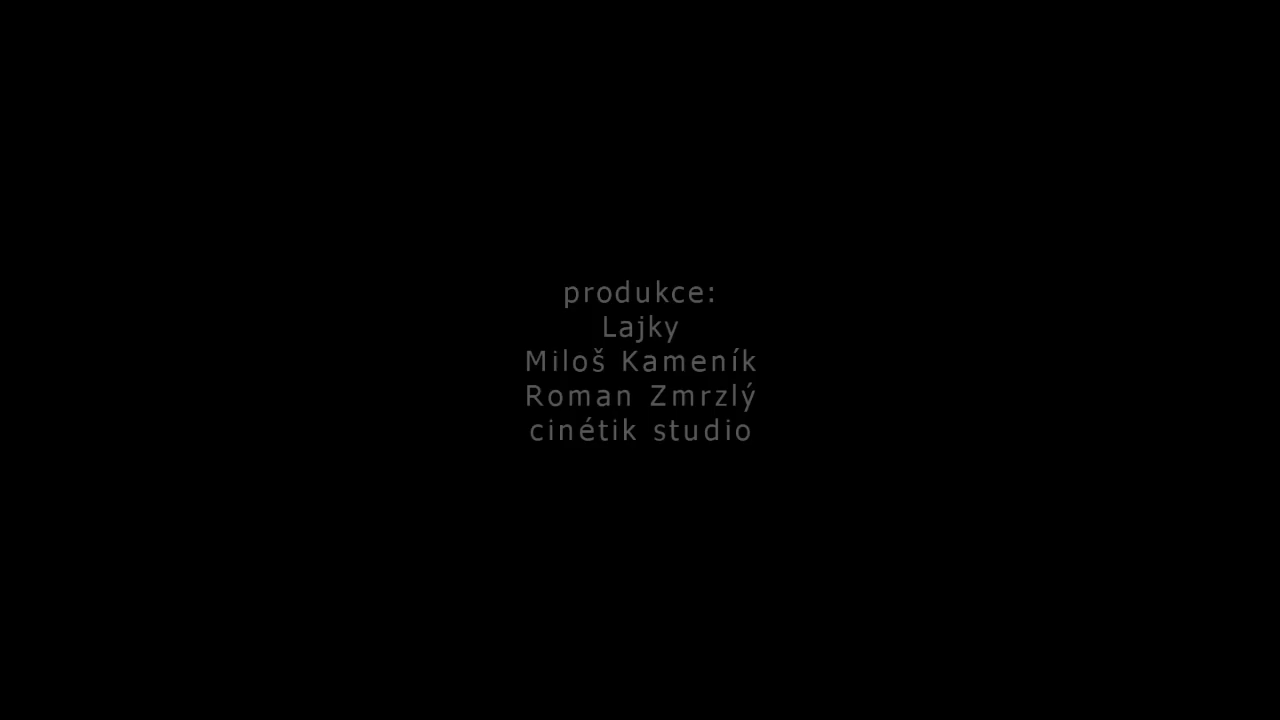 produkce:
Lajky
Miloš Kameník
Roman Zmrzlý
cinétik studio